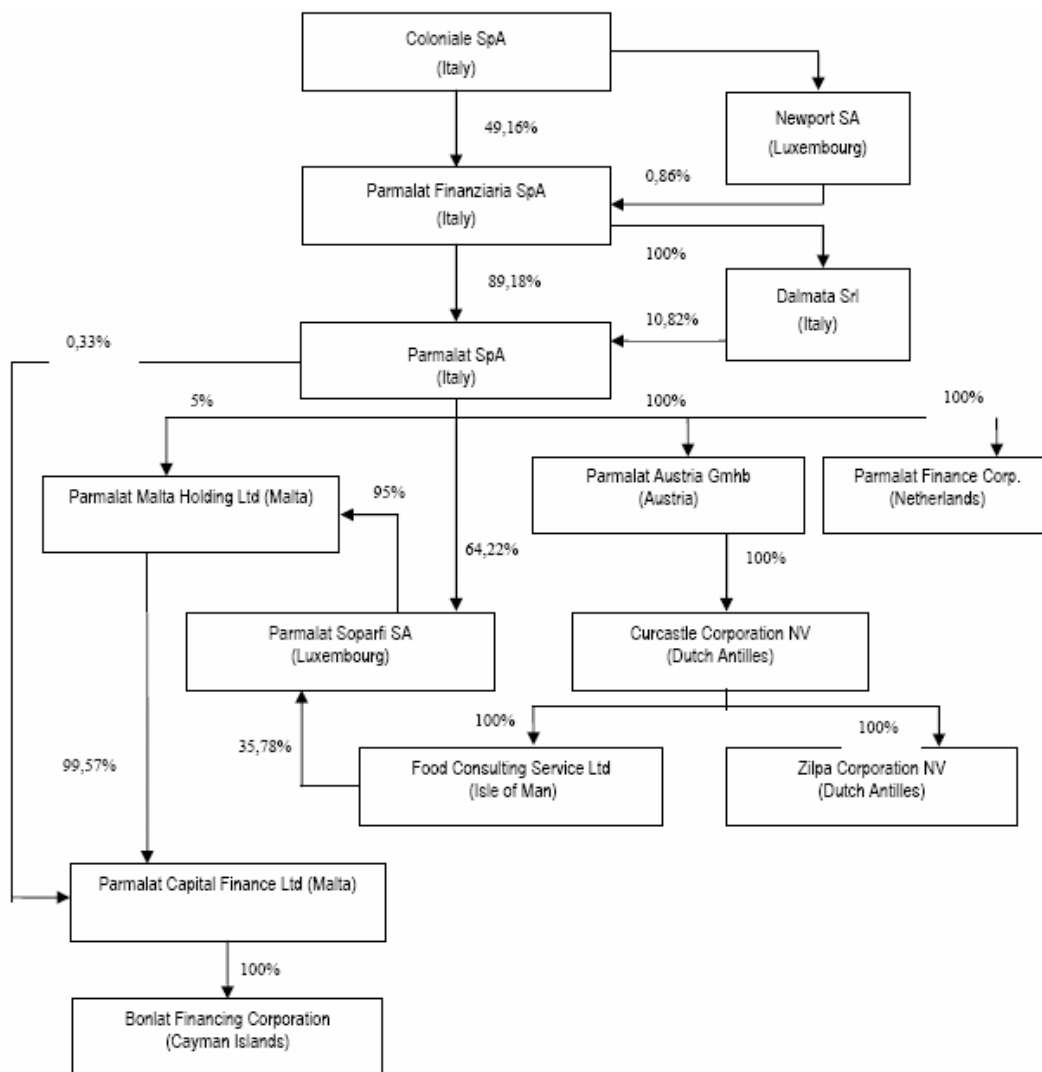 Coloniale SpA
(Italy)
49,16%
Newport SA
(Luxembourg)
0,86%
Parmalat Finanziaria SpA
(Italy)
100%
89,18%
Dalmata Srl
(Italy)
10,82%
0,33%
Parmalat SpA
(Italy)
5%
100%
100%
Parmalat Malta Holding Ltd (Malta)
95%
Parmalat Austria Gmhb
(Austria)
Parmalat Finance Corp.
(Netherlands)
64,22%
100%
Parmalat Soparfi SA
(Luxembourg)
Curcastle Corporation NV
(Dutch Antilles)
100%
100%
35,78%
99,57%
Food Consulting Service Ltd
(Isle of Man)
Zilpa Corporation NV
(Dutch Antilles)
Parmalat Capital Finance Ltd (Malta)
100%
Bonlat Financing Corporation
(Cayman Islands)